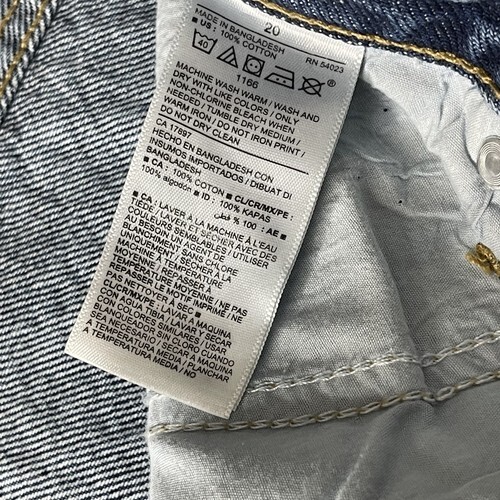 20
MADE IN BANGLADESH
■ US: 100% COTTON
RN 54023
40
®
1166
MACHINE WASH WARM / WASH AND
DRY WITH LIKE COLORS / ONLY
NON-CHLORINE BLEACH WHEN
NEEDED / TUMBLE DRY MEDIUM /
WARM IRON / DO NOT IRON PRINT /
DO NOT DRY CLEAN
CA 17897
HECHO EN BANGLADESH CON
INSUMOS IMPORTADOS / DIBUAT DI
BANGLADESH
■ CA: 100% COTON ■ CL/CR/MX/PE:
100% algodón ■ ID: 100% KAPAS
■ AE: 100 % قطن
■ CA: LAVER À LA MACHINE À L'EAU
TIÈDE / LAVER ET SÉCHER AVEC DES
COULEURS SEMBLABLES / UTILISER
UN AGENT DE
BLANCHIMENT SANS CHLORE
UNIQUEMENT SI BESOIN
MACHINE À TEMPÉRATURE
MOYENNE / REPASSER À
TEMPÉRATURE MOYENNE / NE PAS
REPASSER LE MOTIF IMPRIMÉ / NE
PAS NETTOYER À SEC ■
CL/CR/MX/PE: LAVAR A MAQUINA
CON AGUA TIBIA / LAVAR Y SECAR
CON COLORES SIMILARES / USAR
BLANQUEADOR SIN CLORO CUANDO
SEA NECESARIO / SECAR A MAQUINA
A TEMPERATURA MEDIA / PLANCHAR
A TEMPERATURA MEDIA / NO